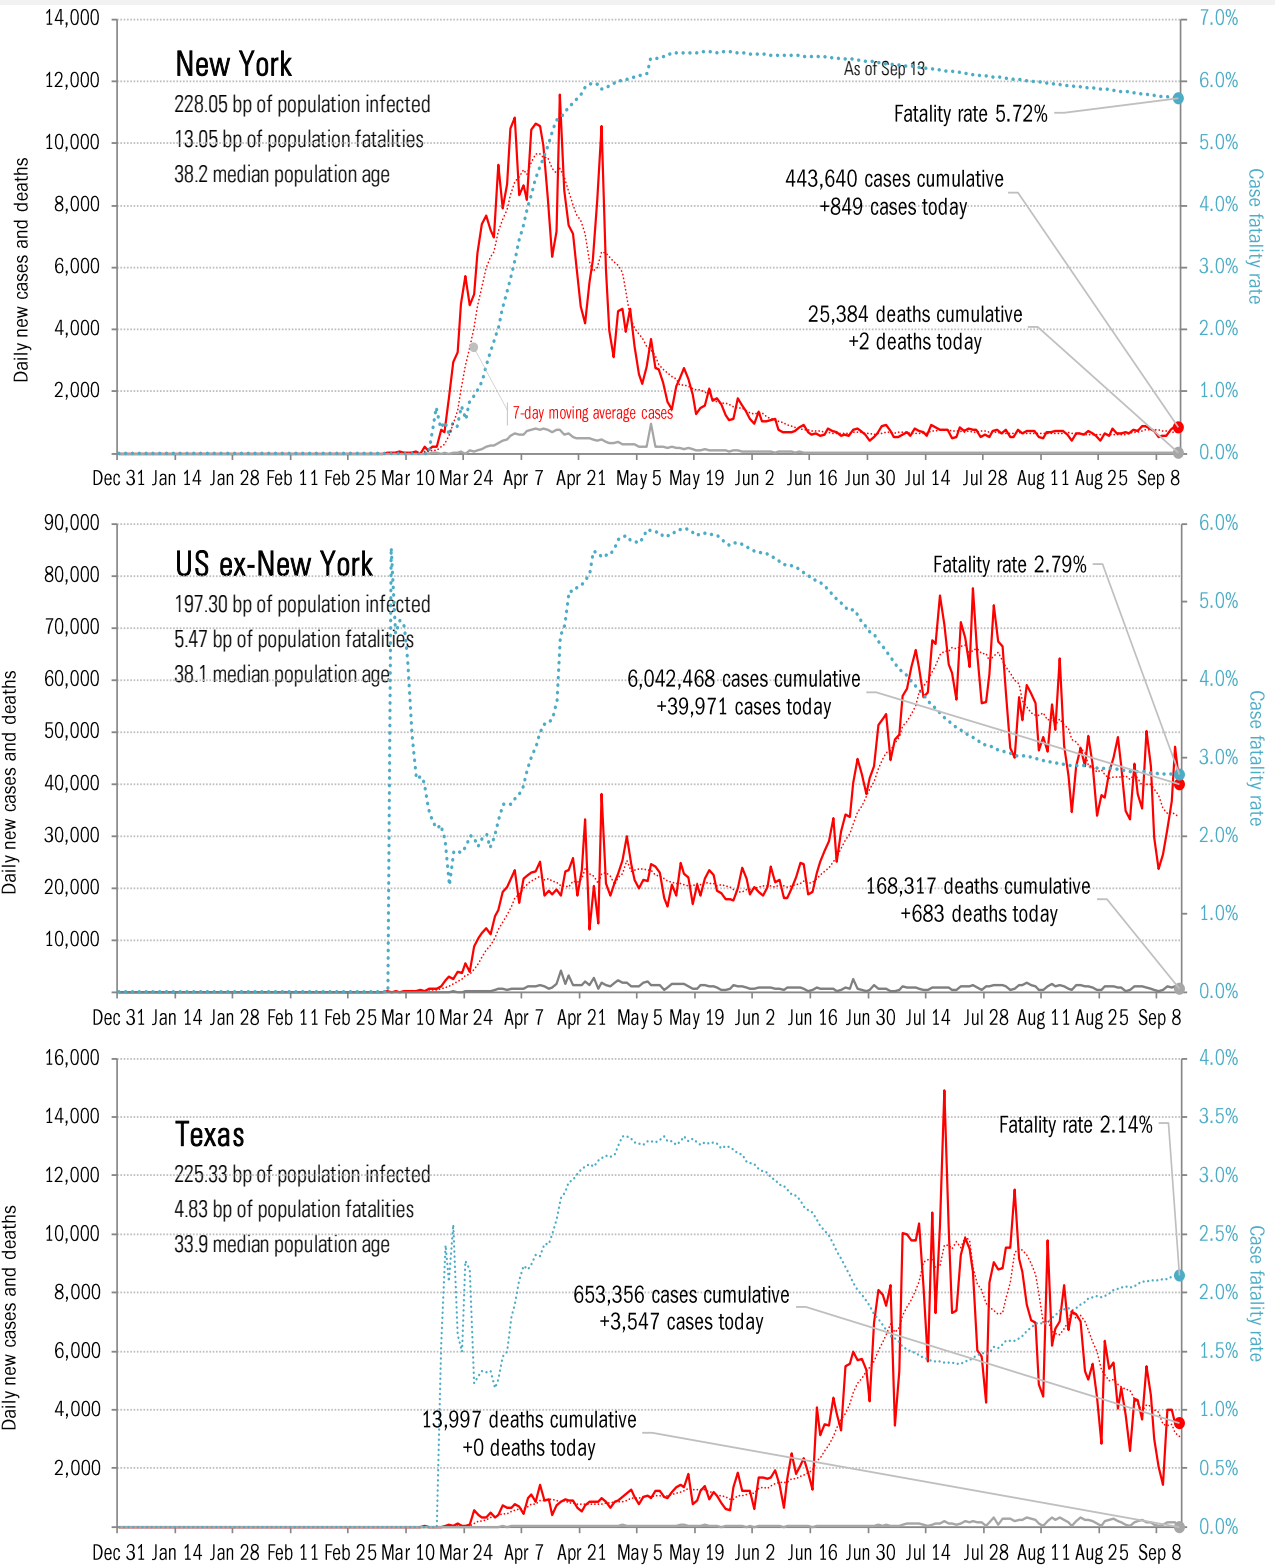 14,000
12,000
10,000
8,000
6,000
4,000
2,000
7.0%
6.0%
5.0%
4.0%
3.0%
2.0%
1.0%
0.0%
Daily new cases and deaths
Case fatality rate
New York
228.05 bp of population infected
13.05 bp of population fatalities
38.2 median population age
As of Sep 13
Fatality rate 5.72%
443,640 cases cumulative
+849 cases today
25,384 deaths cumulative
+2 deaths today
7-day moving average cases
Dec 31 Jan 14 Jan 28 Feb 11 Feb 25 Mar 10 Mar 24 Apr 7 Apr 21 May 5 May 19 Jun 2 Jun 16 Jun 30 Jul 14 Jul 28 Aug 11 Aug 25 Sep 8
90,000
80,000
70,000
60,000
50,000
40,000
30,000
20,000
10,000
6.0%
5.0%
4.0%
3.0%
2.0%
1.0%
0.0%
Daily new cases and deaths
Case fatality rate
US ex-New York
197.30 bp of population infected
5.47 bp of population fatalities
38.1 median population age
Fatality rate 2.79%
6,042,468 cases cumulative
+39,971 cases today
168,317 deaths cumulative
+683 deaths today
Dec 31 Jan 14 Jan 28 Feb 11 Feb 25 Mar 10 Mar 24 Apr 7 Apr 21 May 5 May 19 Jun 2 Jun 16 Jun 30 Jul 14 Jul 28 Aug 11 Aug 25 Sep 8
16,000
14,000
12,000
10,000
8,000
6,000
4,000
2,000
4.0%
3.5%
3.0%
2.5%
2.0%
1.5%
1.0%
0.5%
0.0%
Daily new cases and deaths
Case fatality rate
Texas
225.33 bp of population infected
4.83 bp of population fatalities
33.9 median population age
Fatality rate 2.14%
653,356 cases cumulative
+3,547 cases today
13,997 deaths cumulative
+0 deaths today
Dec 31 Jan 14 Jan 28 Feb 11 Feb 25 Mar 10 Mar 24 Apr 7 Apr 21 May 5 May 19 Jun 2 Jun 16 Jun 30 Jul 14 Jul 28 Aug 11 Aug 25 Sep 8